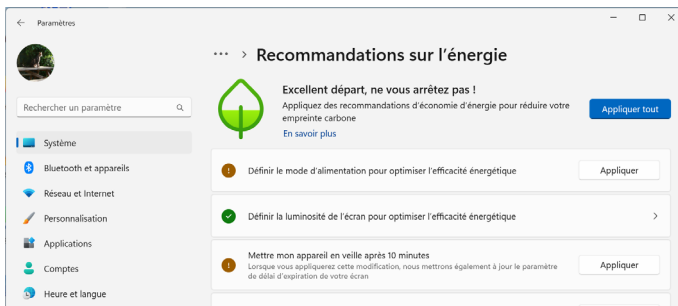 Paramètres
Rechercher un paramètre
Système
Bluetooth et appareils
Réseau et Internet
Personnalisation
Applications
Comptes
Heure et langue
··· > Recommandations sur l'énergie
Excellent départ, ne vous arrêtez pas !
Appliquez des recommandations d'économie d'énergie pour réduire votre
empreinte carbone
En savoir plus
Appliquer tout
Définir le mode d'alimentation pour optimiser l'efficacité énergétique
Appliquer
Définir la luminosité de l'écran pour optimiser l'efficacité énergétique
Mettre mon appareil en veille après 10 minutes
Lorsque vous appliquerez cette modification, nous mettrons également à jour le paramètre
de délai d'expiration de votre écran
Appliquer